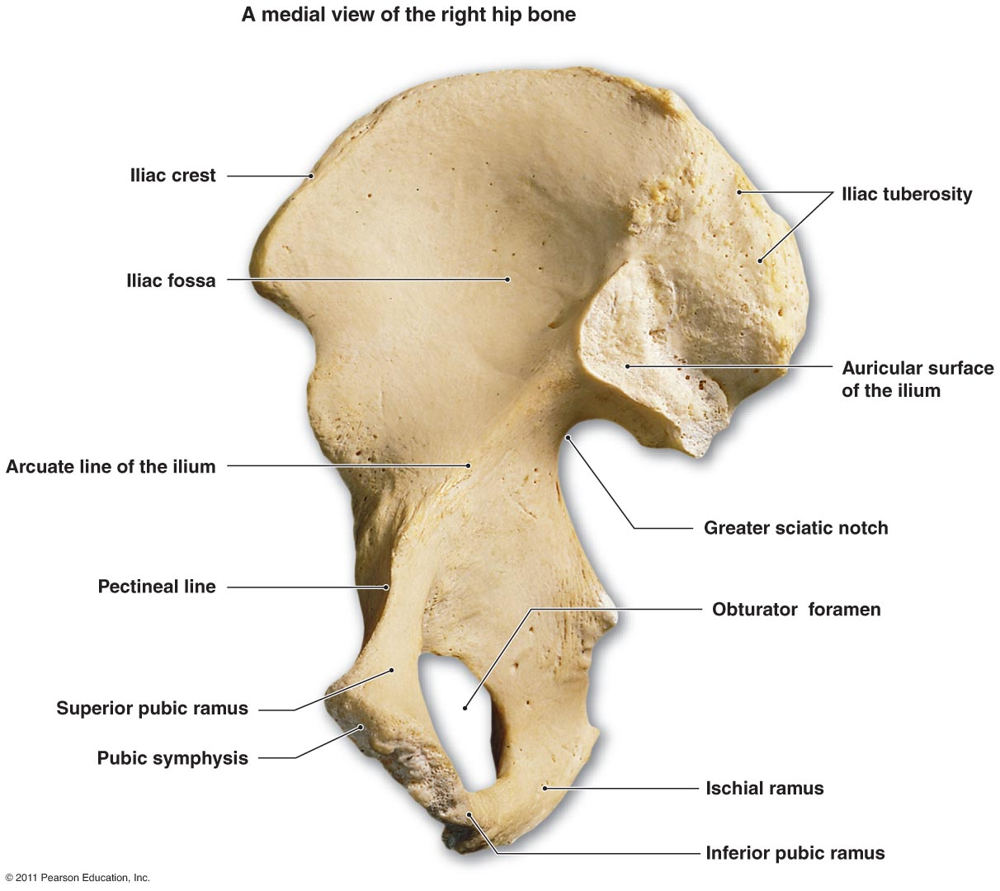 A medial view of the right hip bone
Iliac crest
Iliac tuberosity
Iliac fossa
Auricular surface
of the ilium
Arcuate line of the ilium
Greater sciatic notch
Pectineal line
Obturator foramen
Superior pubic ramus
Pubic symphysis
Ischial ramus
Inferior pubic ramus
© 2011 Pearson Education, Inc.